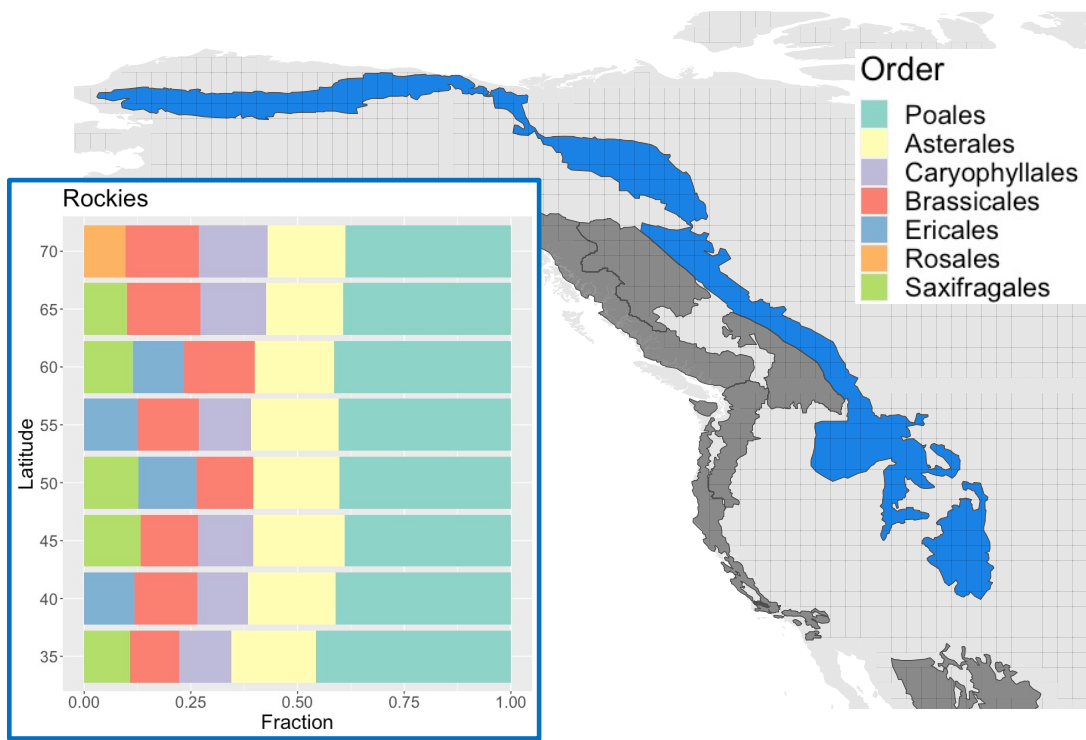 Order
Poales
Asterales
Caryophyllales
Brassicales
Ericales
Rosales
Saxifragales
Rockies
Latitude
70
65
60
55
50
45
40
35
0.00 0.25 0.50 0.75 1.00
Fraction